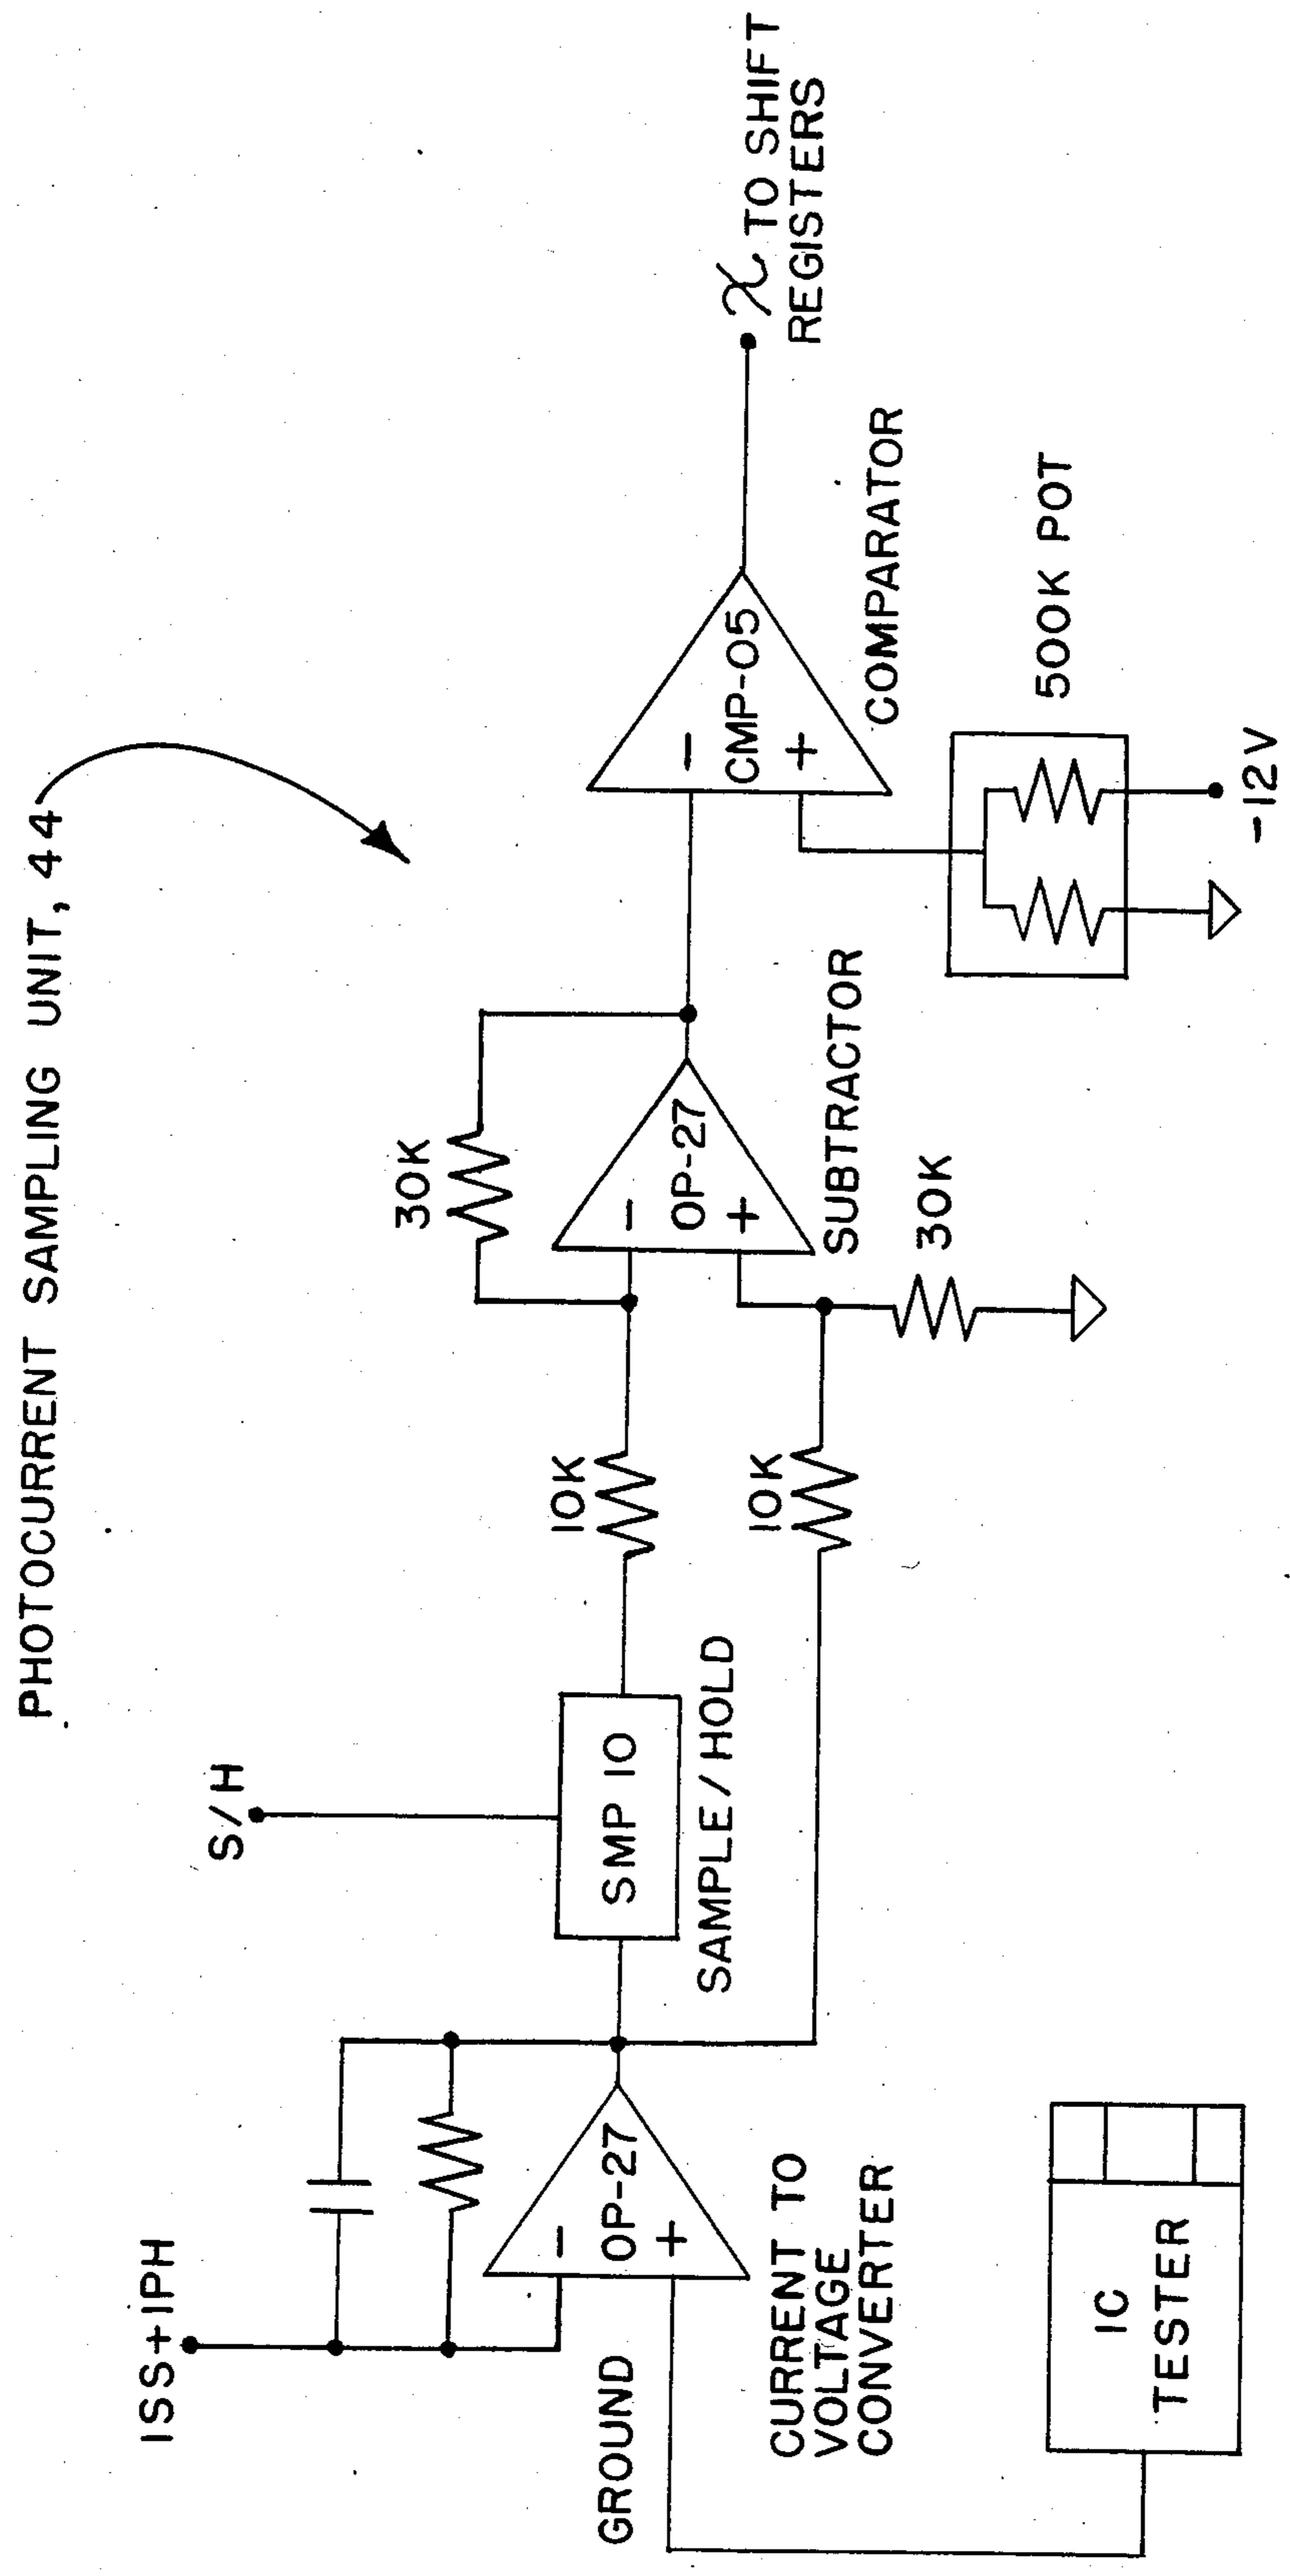 PHOTOCURRENT SAMPLING UNIT, 44
ISS+IPH
S/H
30K
10K
OP-27
-
+
GROUND
CURRENT TO
VOLTAGE
CONVERTER
SMP 10
SAMPLE/HOLD
10K
OP-27
-
+
SUBTRACTOR
30K
CMP-05
-
+
COMPARATOR
500K POT
-12V
X TO SHIFT
REGISTERS
IC
TESTER